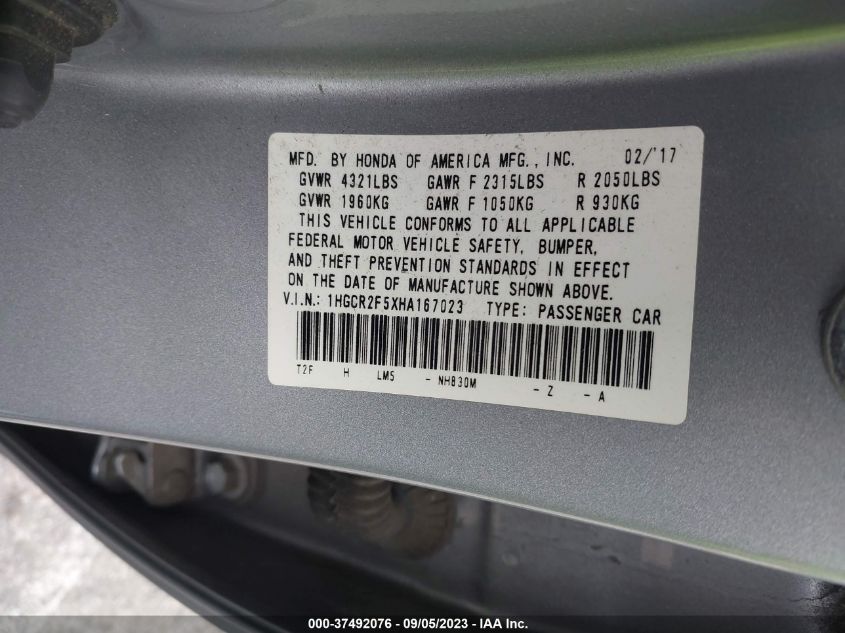 MFD. BY HONDA OF AMERICA MFG., INC. 02/'17
GVWR 4321LBS GAWR F 2315LBS R 2050LBS
GVWR 1960KG GAWR F 1050KG R 930KG
THIS VEHICLE CONFORMS TO ALL APPLICABLE
FEDERAL MOTOR VEHICLE SAFETY, BUMPER,
AND THEFT PREVENTION STANDARDS IN EFFECT
ON THE DATE OF MANUFACTURE SHOWN ABOVE.
V.I.N.: 1HGCR2F5XHA167023 TYPE: PASSENGER CAR
T2F H LM5 - NH830M - Z - A
000-37492076 / 09/05/2023 - IAA Inc.